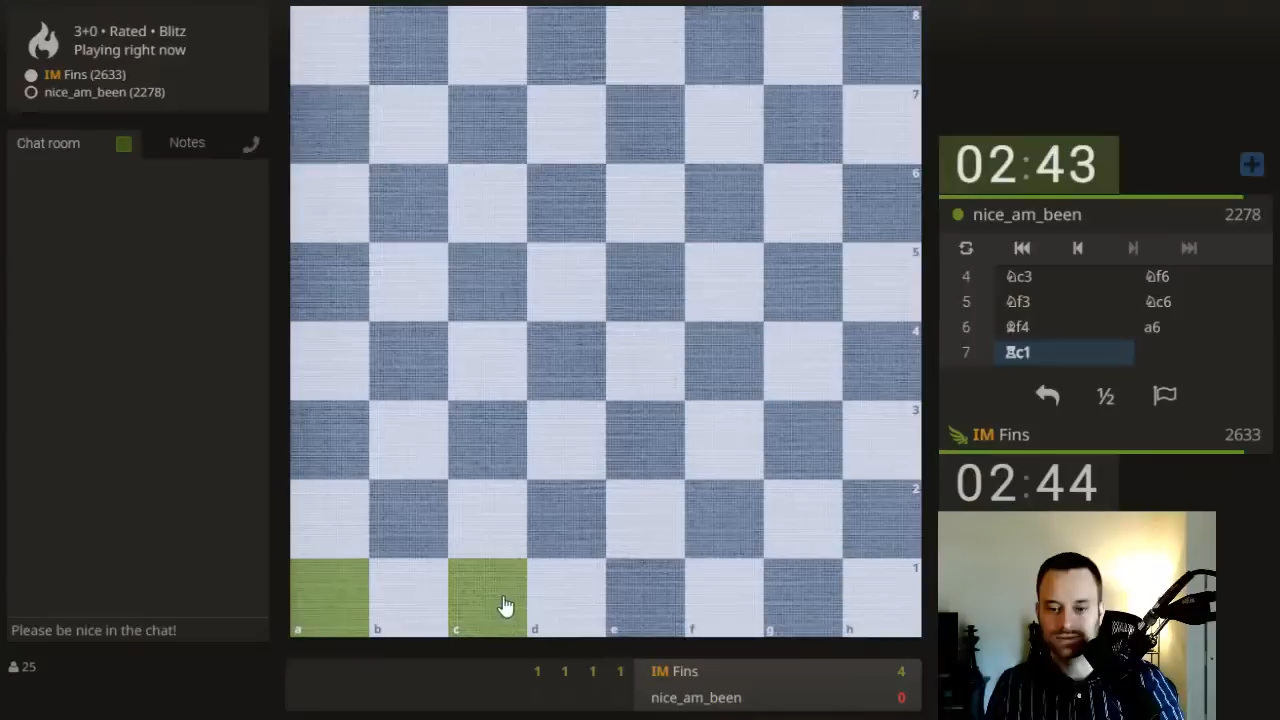 3+0 • Rated • Blitz
Playing right now
IM Fins (2633)
nice_am_been (2278)
Chat room
Notes
Please be nice in the chat!
25
8
7
6
5
4
3
2
1
a b c d e f g h
02:43
nice_am_been 2278
4 ♘c3 ♘f6
5 ♘f3 ♘c6
6 ♗f4 a6
7 ♖c1
½
IM Fins 2633
02:44
1 1 1 1 IM Fins 4
nice_am_been 0